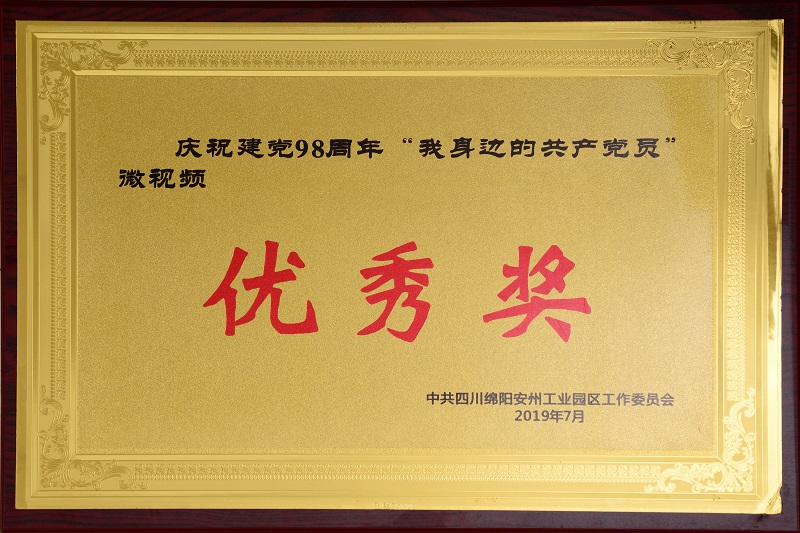 庆祝建党98周年“我身边的共产党员”
微视频
优秀奖
中共四川绵阳安州工业园区工作委员会
2019年7月